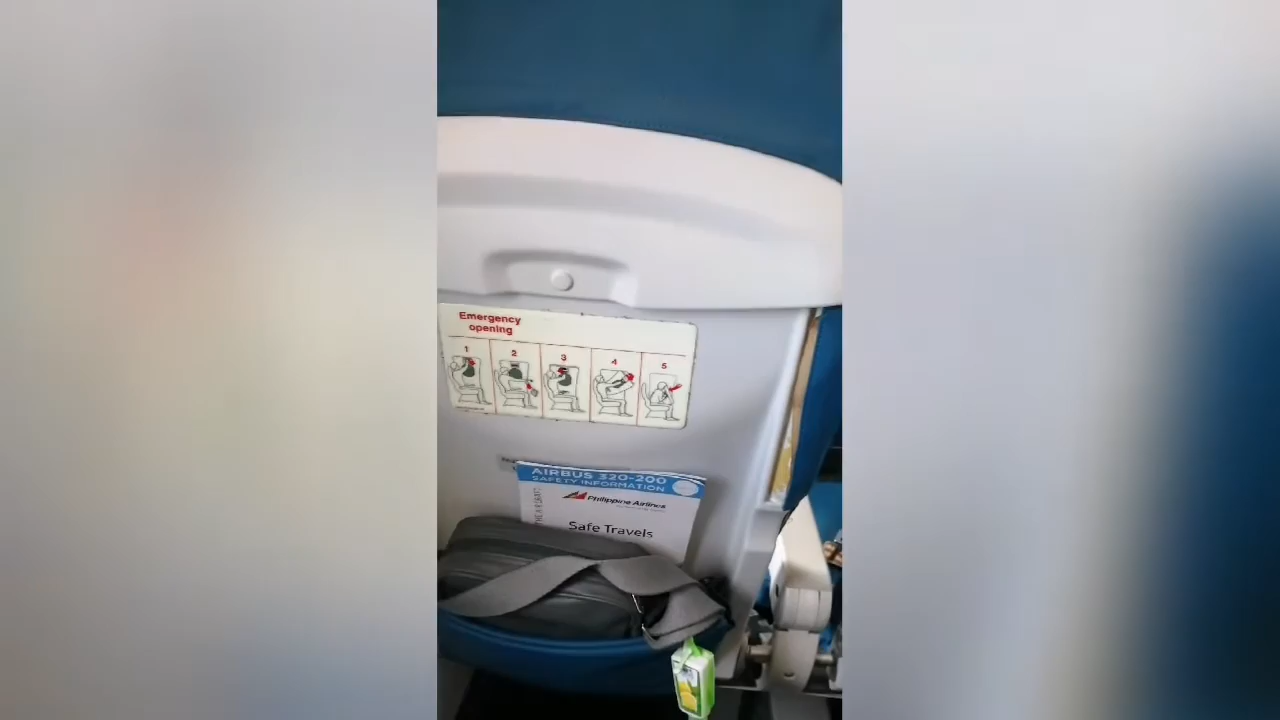 Emergency
opening
1 2 3 4 5
AIRBUS 320-200
SAFETY INFORMATION
Philippine Airlines
Safe Travels